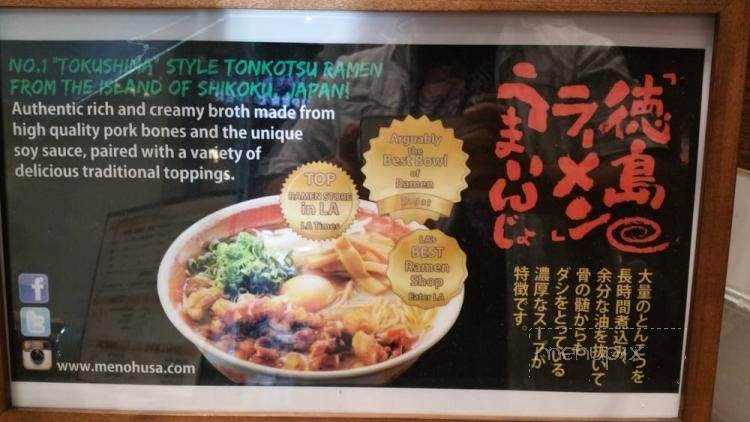 NO.1 "TOKUSHIMA" STYLE TONKOTSU RAMEN
FROM THE ISLAND OF SHIKOKU, JAPAN!
Authentic rich and creamy broth made from
high quality pork bones and the unique
soy sauce, paired with a variety of
delicious traditional toppings.
TOP
RAMEN STORE
in LA
LA Times
Arguably
the
Best Bowl
of
Ramen
Zagat
LA's
BEST
Ramen
Shop
Eater LA
「徳島の
ラーメン」
うまいんじょ
大量のとんこつを
長時間煮込み
余分な油を抜いて
骨の髄から
ダシをとってる
濃厚なスープが
特徴です
www.menohusa.com